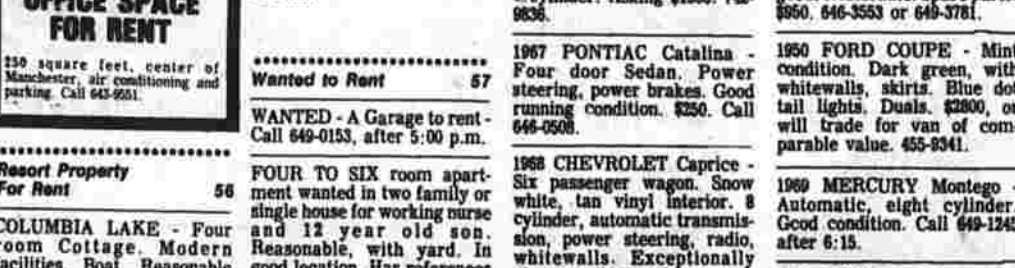 OFFICE SPACE
FOR RENT
250 square feet, center of
Manchester, air conditioning and
parking. Call 643-9551.
Resort Property
For Rent 56
COLUMBIA LAKE - Four
room Cottage. Modern
facilities. Boat. Reasonable
Wanted to Rent 57
WANTED - A Garage to rent -
Call 649-0153, after 5:00 p.m.
FOUR TO SIX room apart-
ment wanted in two family or
single house for working nurse
and 12 year old son.
Reasonable, with yard. In
good location. Has references
9836.
1967 PONTIAC Catalina -
Four door Sedan. Power
steering, power brakes. Good
running condition. $250. Call
646-0508.
1968 CHEVROLET Caprice -
Six passenger wagon. Snow
white, tan vinyl interior. 8
cylinder, automatic transmis-
sion, power steering, radio,
whitewalls. Exceptionally
$950. 646-3553 or 649-3781.
1950 FORD COUPE - Mint
condition. Dark green, with
whitewalls, skirts. Blue dot
tail lights. Duals. $2800, or
will trade for van of com-
parable value. 455-9341.
1969 MERCURY Montego -
Automatic, eight cylinder.
Good condition. Call 649-1245
after 6:15.